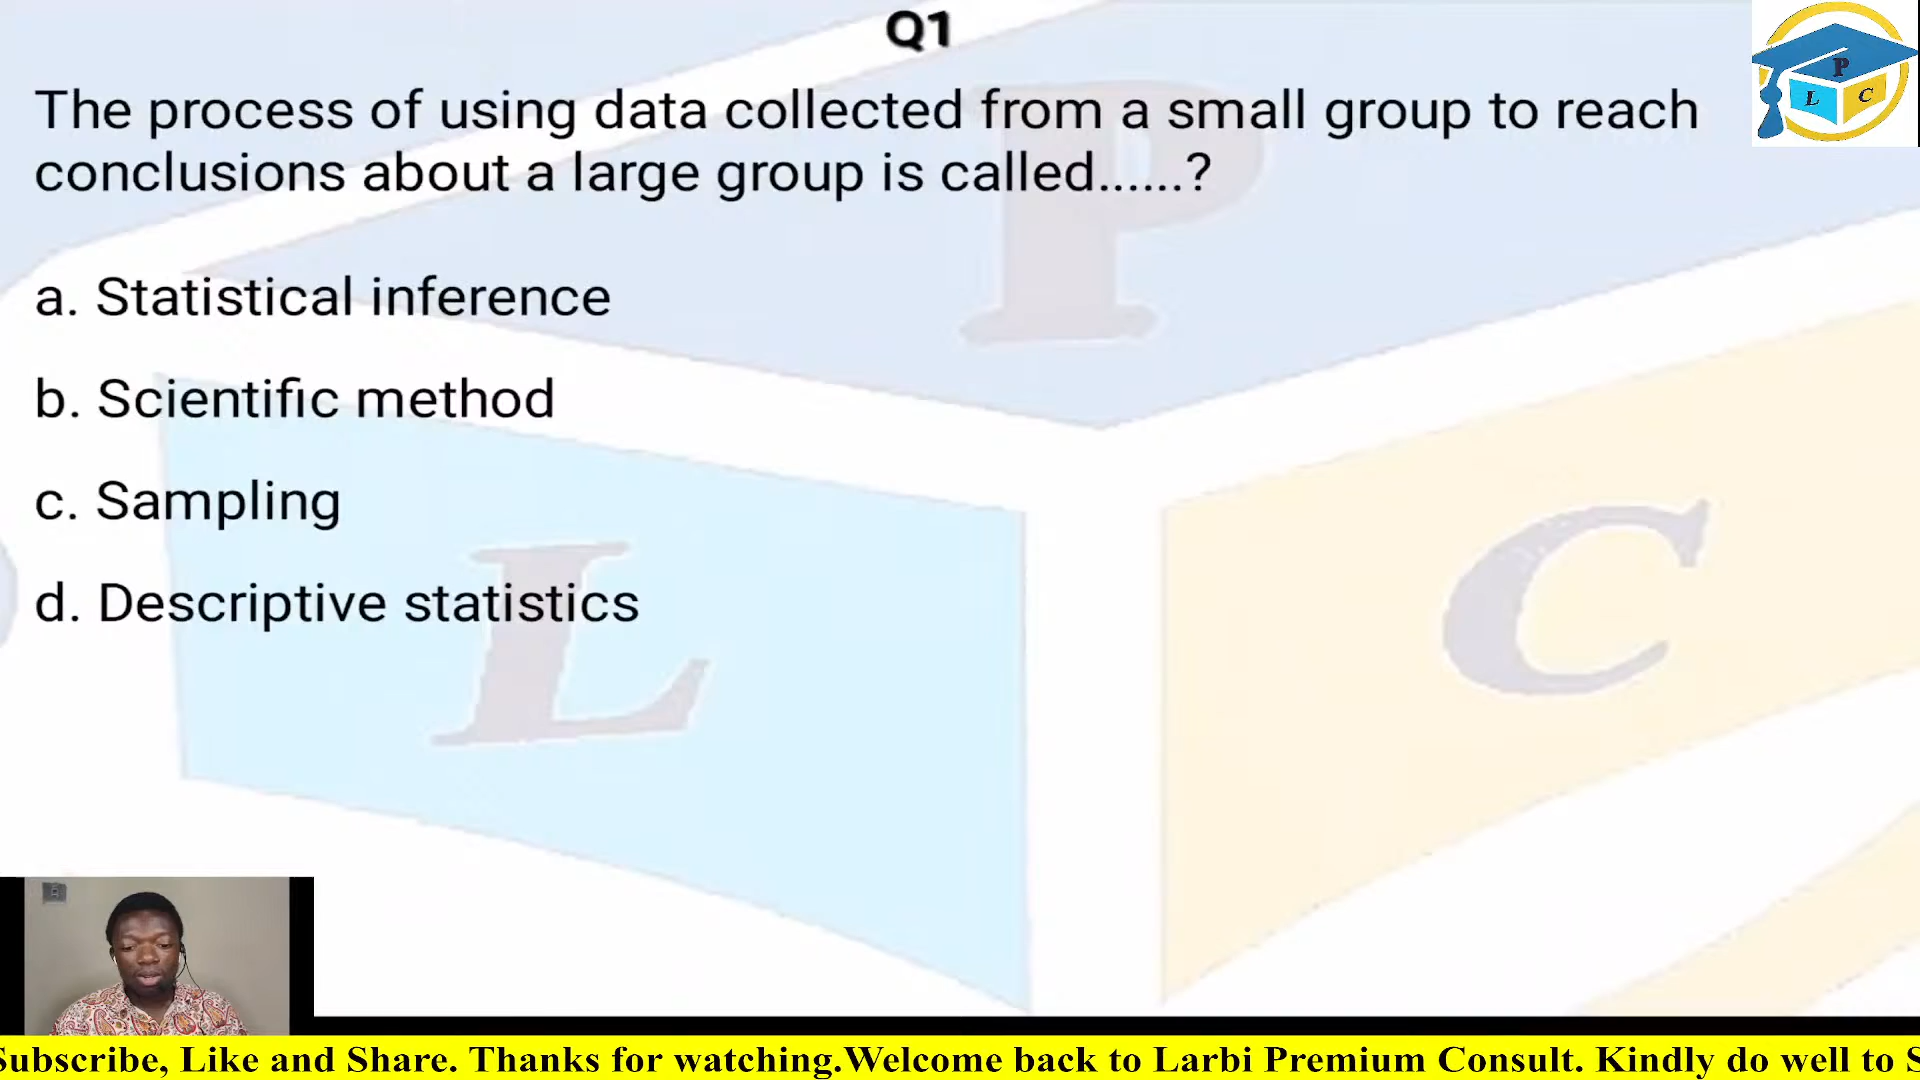 Q1
The process of using data collected from a small group to reach
conclusions about a large group is called......?
a. Statistical inference
b. Scientific method
c. Sampling
d. Descriptive statistics
P
L
C
P
L C
Subscribe, Like and Share. Thanks for watching.Welcome back to Larbi Premium Consult. Kindly do well to S